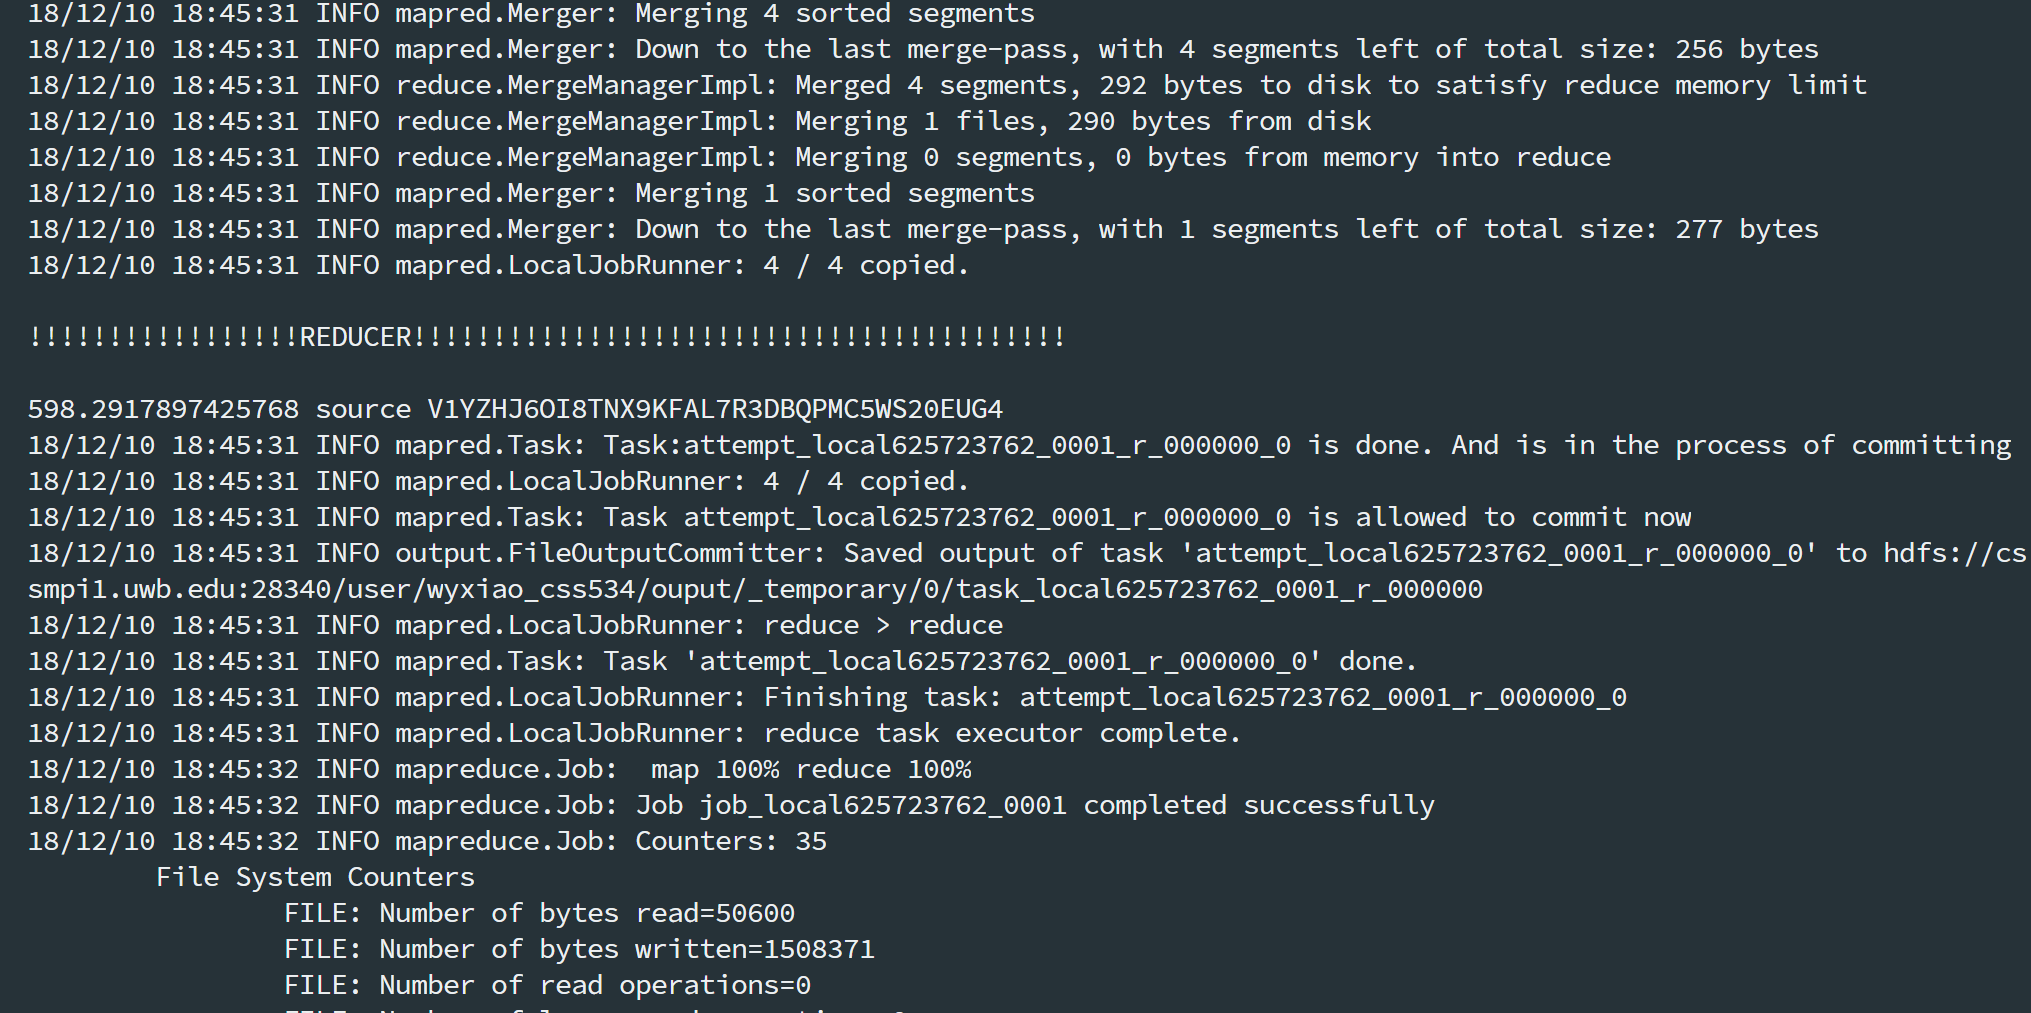 18/12/10 18:45:31 INFO mapred.Merger: Merging 4 sorted segments
18/12/10 18:45:31 INFO mapred.Merger: Down to the last merge-pass, with 4 segments left of total size: 256 bytes
18/12/10 18:45:31 INFO reduce.MergeManagerImpl: Merged 4 segments, 292 bytes to disk to satisfy reduce memory limit
18/12/10 18:45:31 INFO reduce.MergeManagerImpl: Merging 1 files, 290 bytes from disk
18/12/10 18:45:31 INFO reduce.MergeManagerImpl: Merging 0 segments, 0 bytes from memory into reduce
18/12/10 18:45:31 INFO mapred.Merger: Merging 1 sorted segments
18/12/10 18:45:31 INFO mapred.Merger: Down to the last merge-pass, with 1 segments left of total size: 277 bytes
18/12/10 18:45:31 INFO mapred.LocalJobRunner: 4 / 4 copied.
!!!!!!!!!!!!!!!!!REDUCER!!!!!!!!!!!!!!!!!!!!!!!!!!!!!!!!!!!!!!!!!
598.2917897425768 source V1YZHJ6OI8TNX9KFAL7R3DBQPMC5WS20EUG4
18/12/10 18:45:31 INFO mapred.Task: Task:attempt_local625723762_0001_r_000000_0 is done. And is in the process of committing
18/12/10 18:45:31 INFO mapred.LocalJobRunner: 4 / 4 copied.
18/12/10 18:45:31 INFO mapred.Task: Task attempt_local625723762_0001_r_000000_0 is allowed to commit now
18/12/10 18:45:31 INFO output.FileOutputCommitter: Saved output of task 'attempt_local625723762_0001_r_000000_0' to hdfs://cs
smpi1.uwb.edu:28340/user/wyxiao_css534/ouput/_temporary/0/task_local625723762_0001_r_000000
18/12/10 18:45:31 INFO mapred.LocalJobRunner: reduce > reduce
18/12/10 18:45:31 INFO mapred.Task: Task 'attempt_local625723762_0001_r_000000_0' done.
18/12/10 18:45:31 INFO mapred.LocalJobRunner: Finishing task: attempt_local625723762_0001_r_000000_0
18/12/10 18:45:31 INFO mapred.LocalJobRunner: reduce task executor complete.
18/12/10 18:45:32 INFO mapreduce.Job:  map 100% reduce 100%
18/12/10 18:45:32 INFO mapreduce.Job: Job job_local625723762_0001 completed successfully
18/12/10 18:45:32 INFO mapreduce.Job: Counters: 35
File System Counters
FILE: Number of bytes read=50600
FILE: Number of bytes written=1508371
FILE: Number of read operations=0